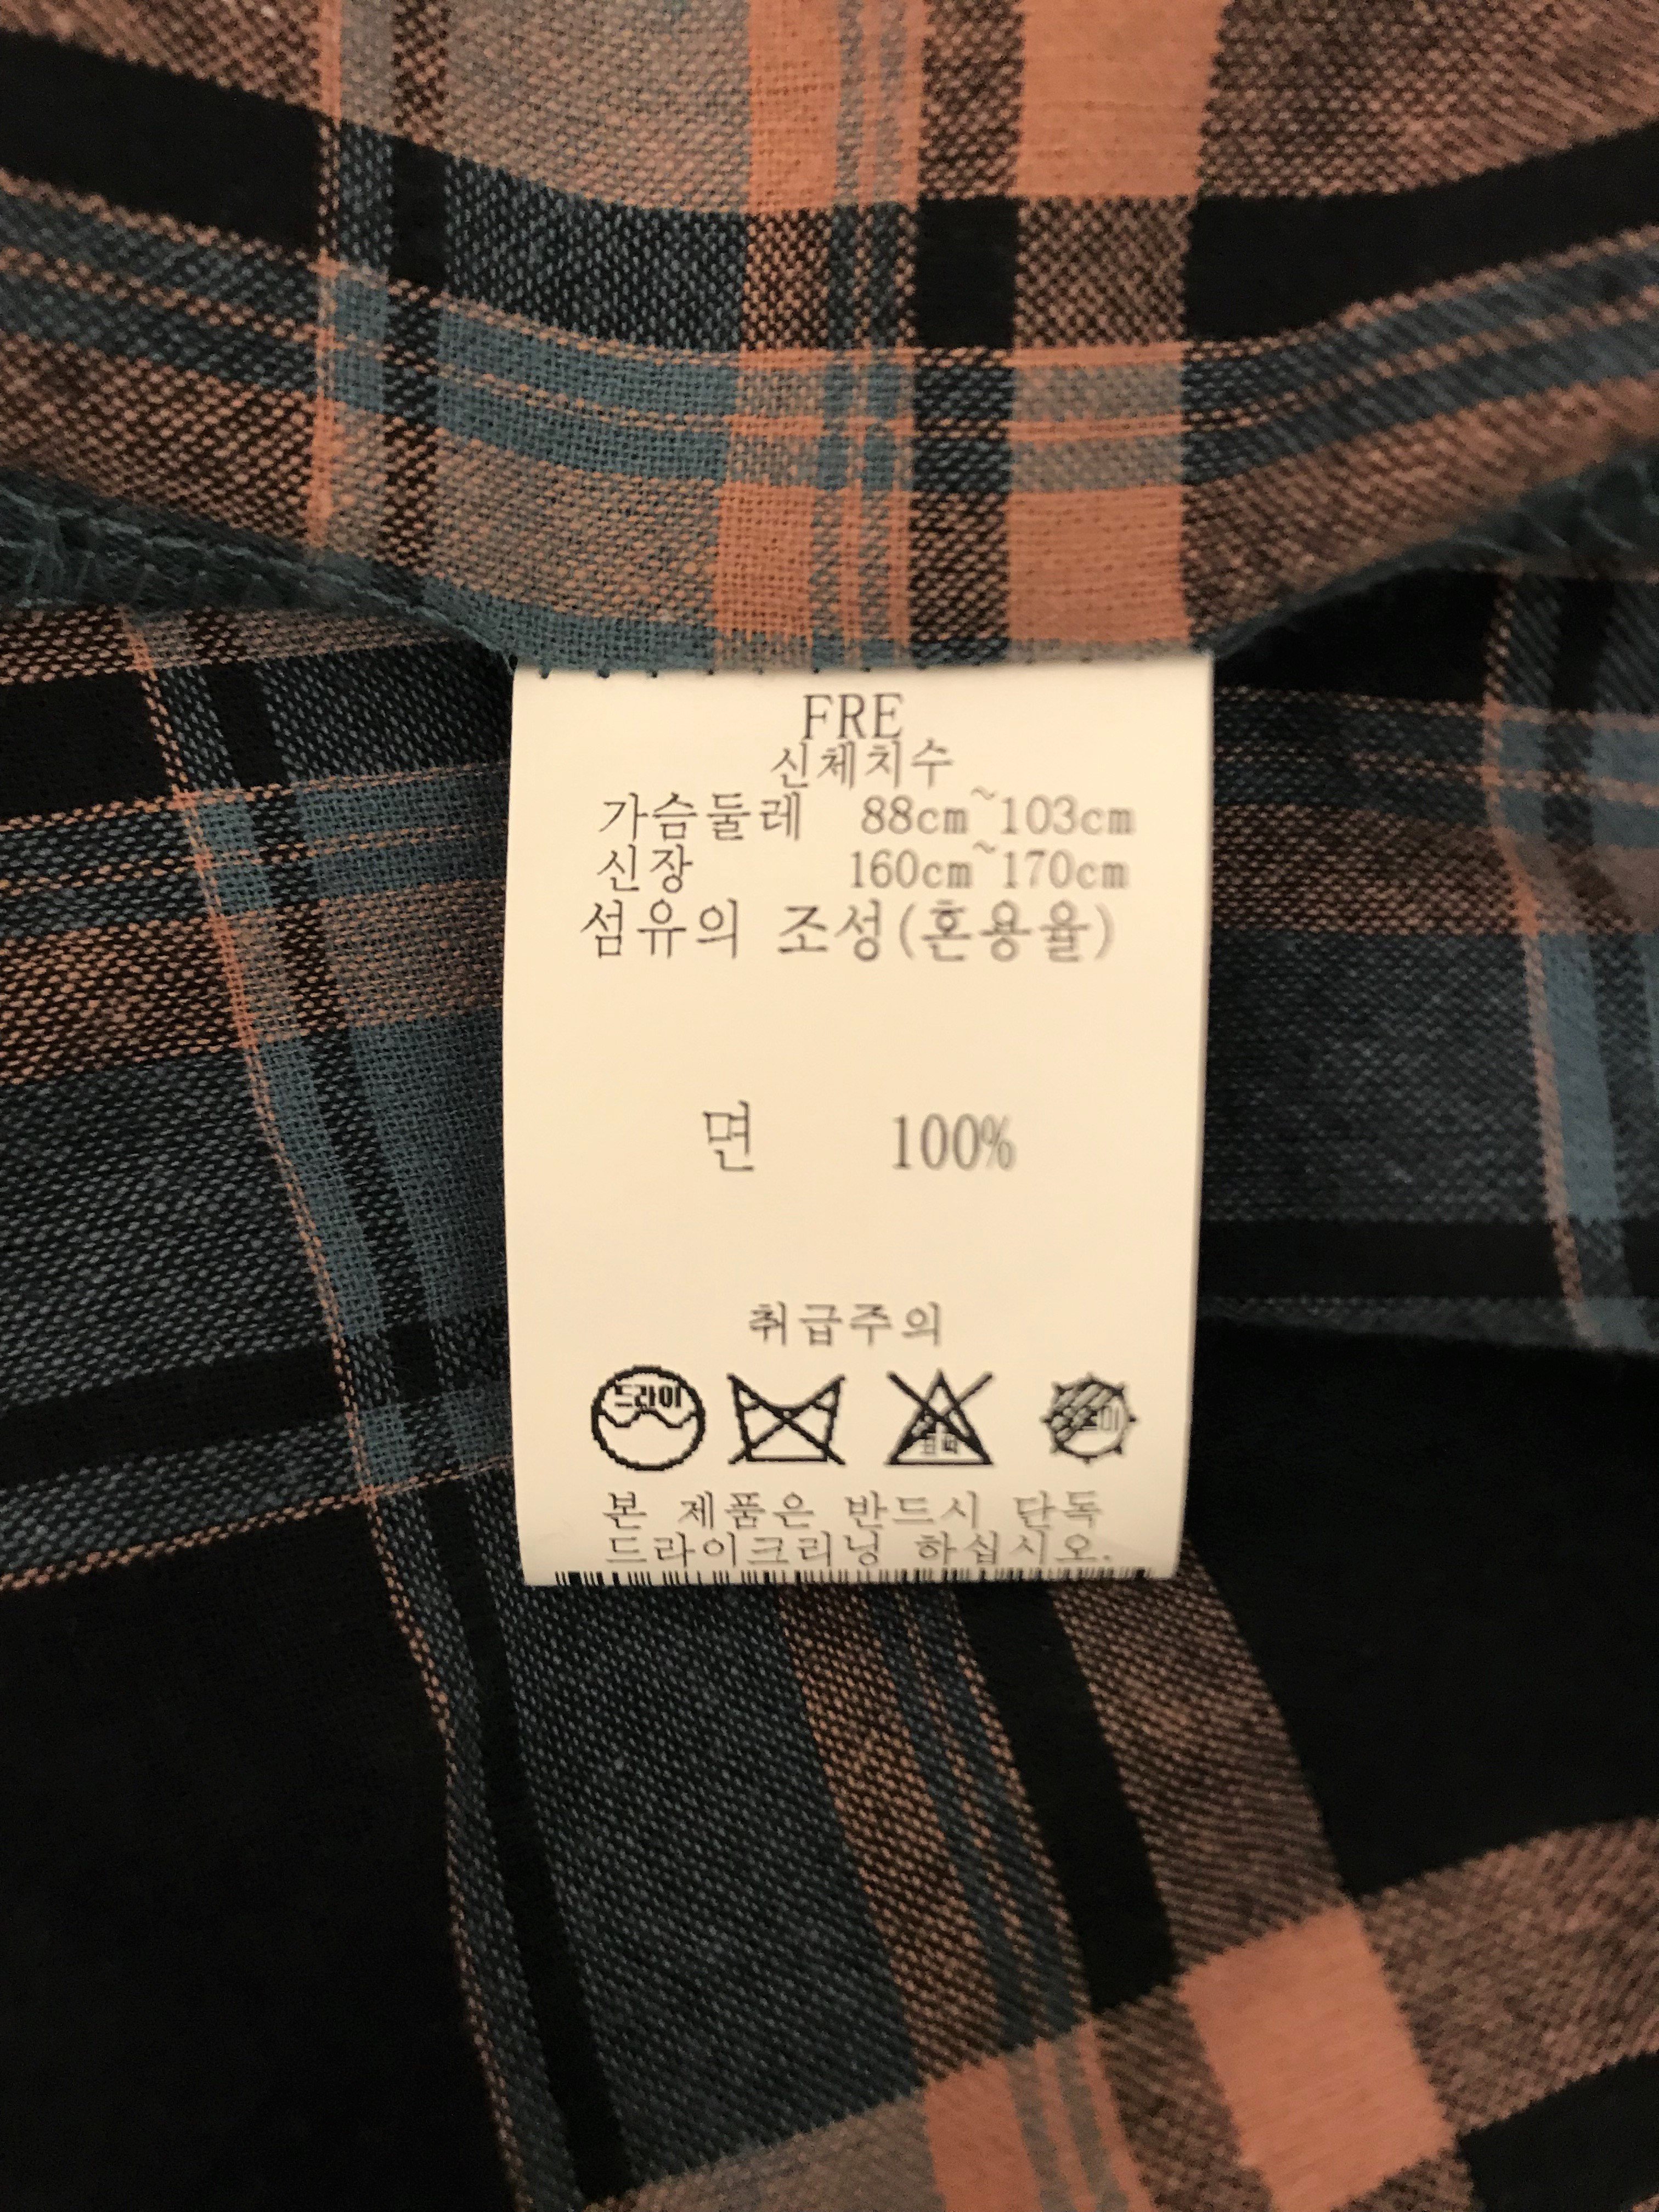 FRE
신체치수
가슴둘레 88cm~103cm
신장 160cm~170cm
섬유의 조성(혼용율)
면 100%
취급주의
드라이
본 제품은 반드시 단독
드라이크리닝 하십시오.